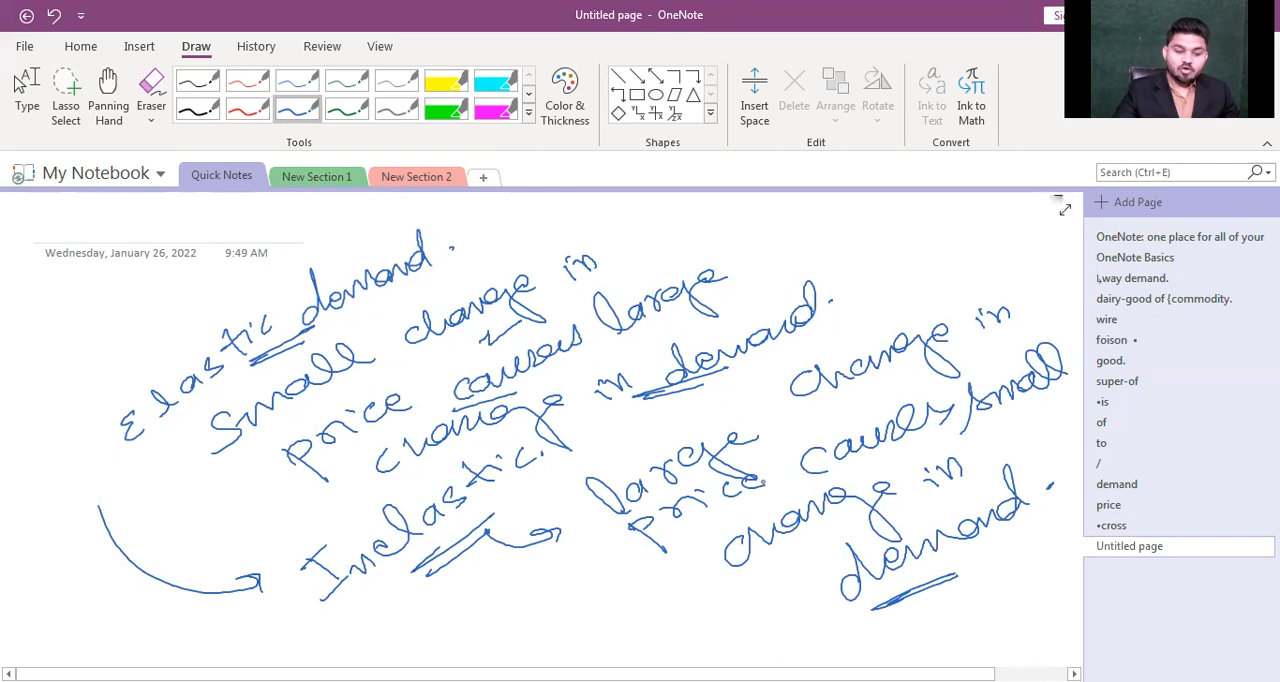 Untitled page - OneNote
File Home Insert Draw History Review View
Type
Lasso Select
Panning Hand
Eraser
Color & Thickness
Insert Space
Delete
Arrange
Rotate
Ink to Text
Ink to Math
Tools
Shapes
Edit
Convert
My Notebook
Quick Notes
New Section 1
New Section 2
Search (Ctrl+E)
Wednesday, January 26, 2022 9:49 AM
Elastic demand.
Small change in
price causes large
change in demand.
Inelastic.
large change in
price causes small
change in
demand.
Add Page
OneNote: one place for all of your
OneNote Basics
way demand.
dairy-good of {commodity.
wire
foison •
good.
super-of
•is
of
to
/
demand
price
•cross
Untitled page